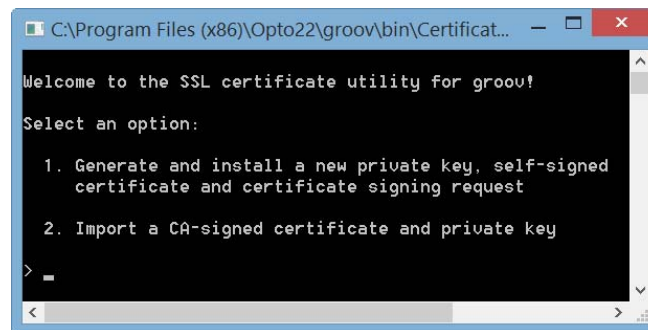 C:\Program Files (x86)\Opto22\groov\bin\Certificat...
Welcome to the SSL certificate utility for groov!
Select an option:
1. Generate and install a new private key, self-signed
certificate and certificate signing request
2. Import a CA-signed certificate and private key
> _